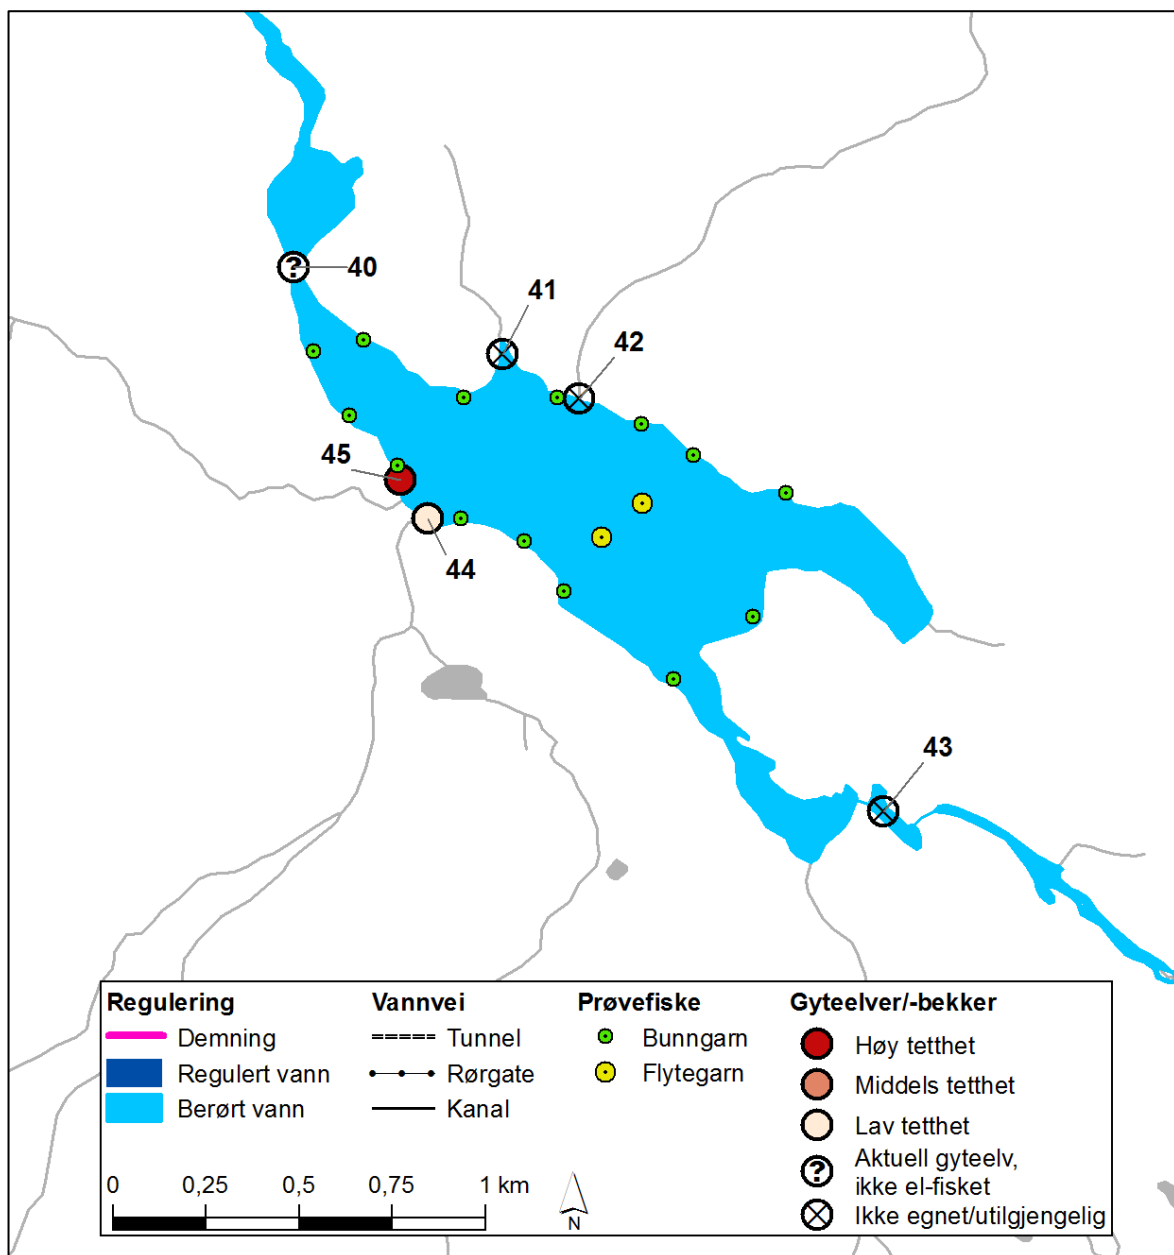 40
41
42
45
44
43
Regulering
Demning
Regulert vann
Berørt vann
Vannvei
Tunnel
Rørgate
Kanal
Prøvefiske
Bunngarn
Flytegarn
Gyteelver/-bekker
Høy tetthet
Middels tetthet
Lav tetthet
? Aktuell gyteelv,
ikke el-fisket
Ikke egnet/utilgjengelig
0 0,25 0,5 0,75 1 km
N